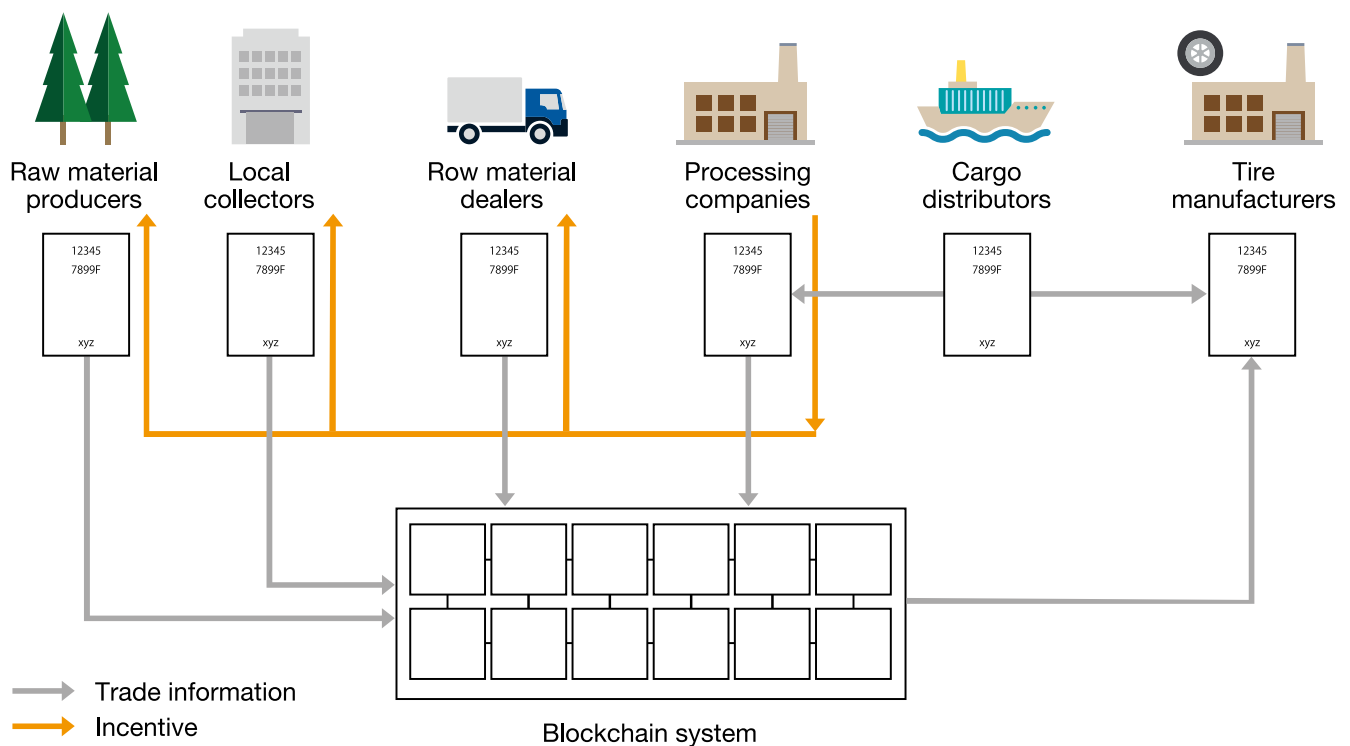 Raw material
producers
Local
collectors
Row material
dealers
Processing
companies
Cargo
distributors
Tire
manufacturers
12345
7899F
xyz
12345
7899F
xyz
12345
7899F
xyz
12345
7899F
xyz
12345
7899F
xyz
12345
7899F
xyz
Trade information
Incentive
Blockchain system